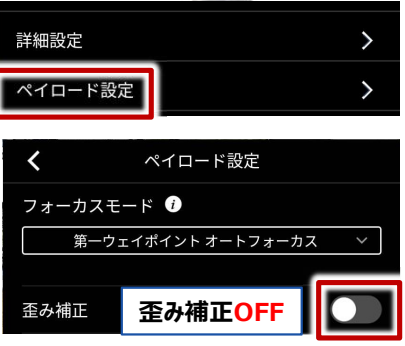 詳細設定
ペイロード設定
ペイロード設定
フォーカスモード i
第一ウェイポイント オートフォーカス
歪み補正 歪み補正OFF